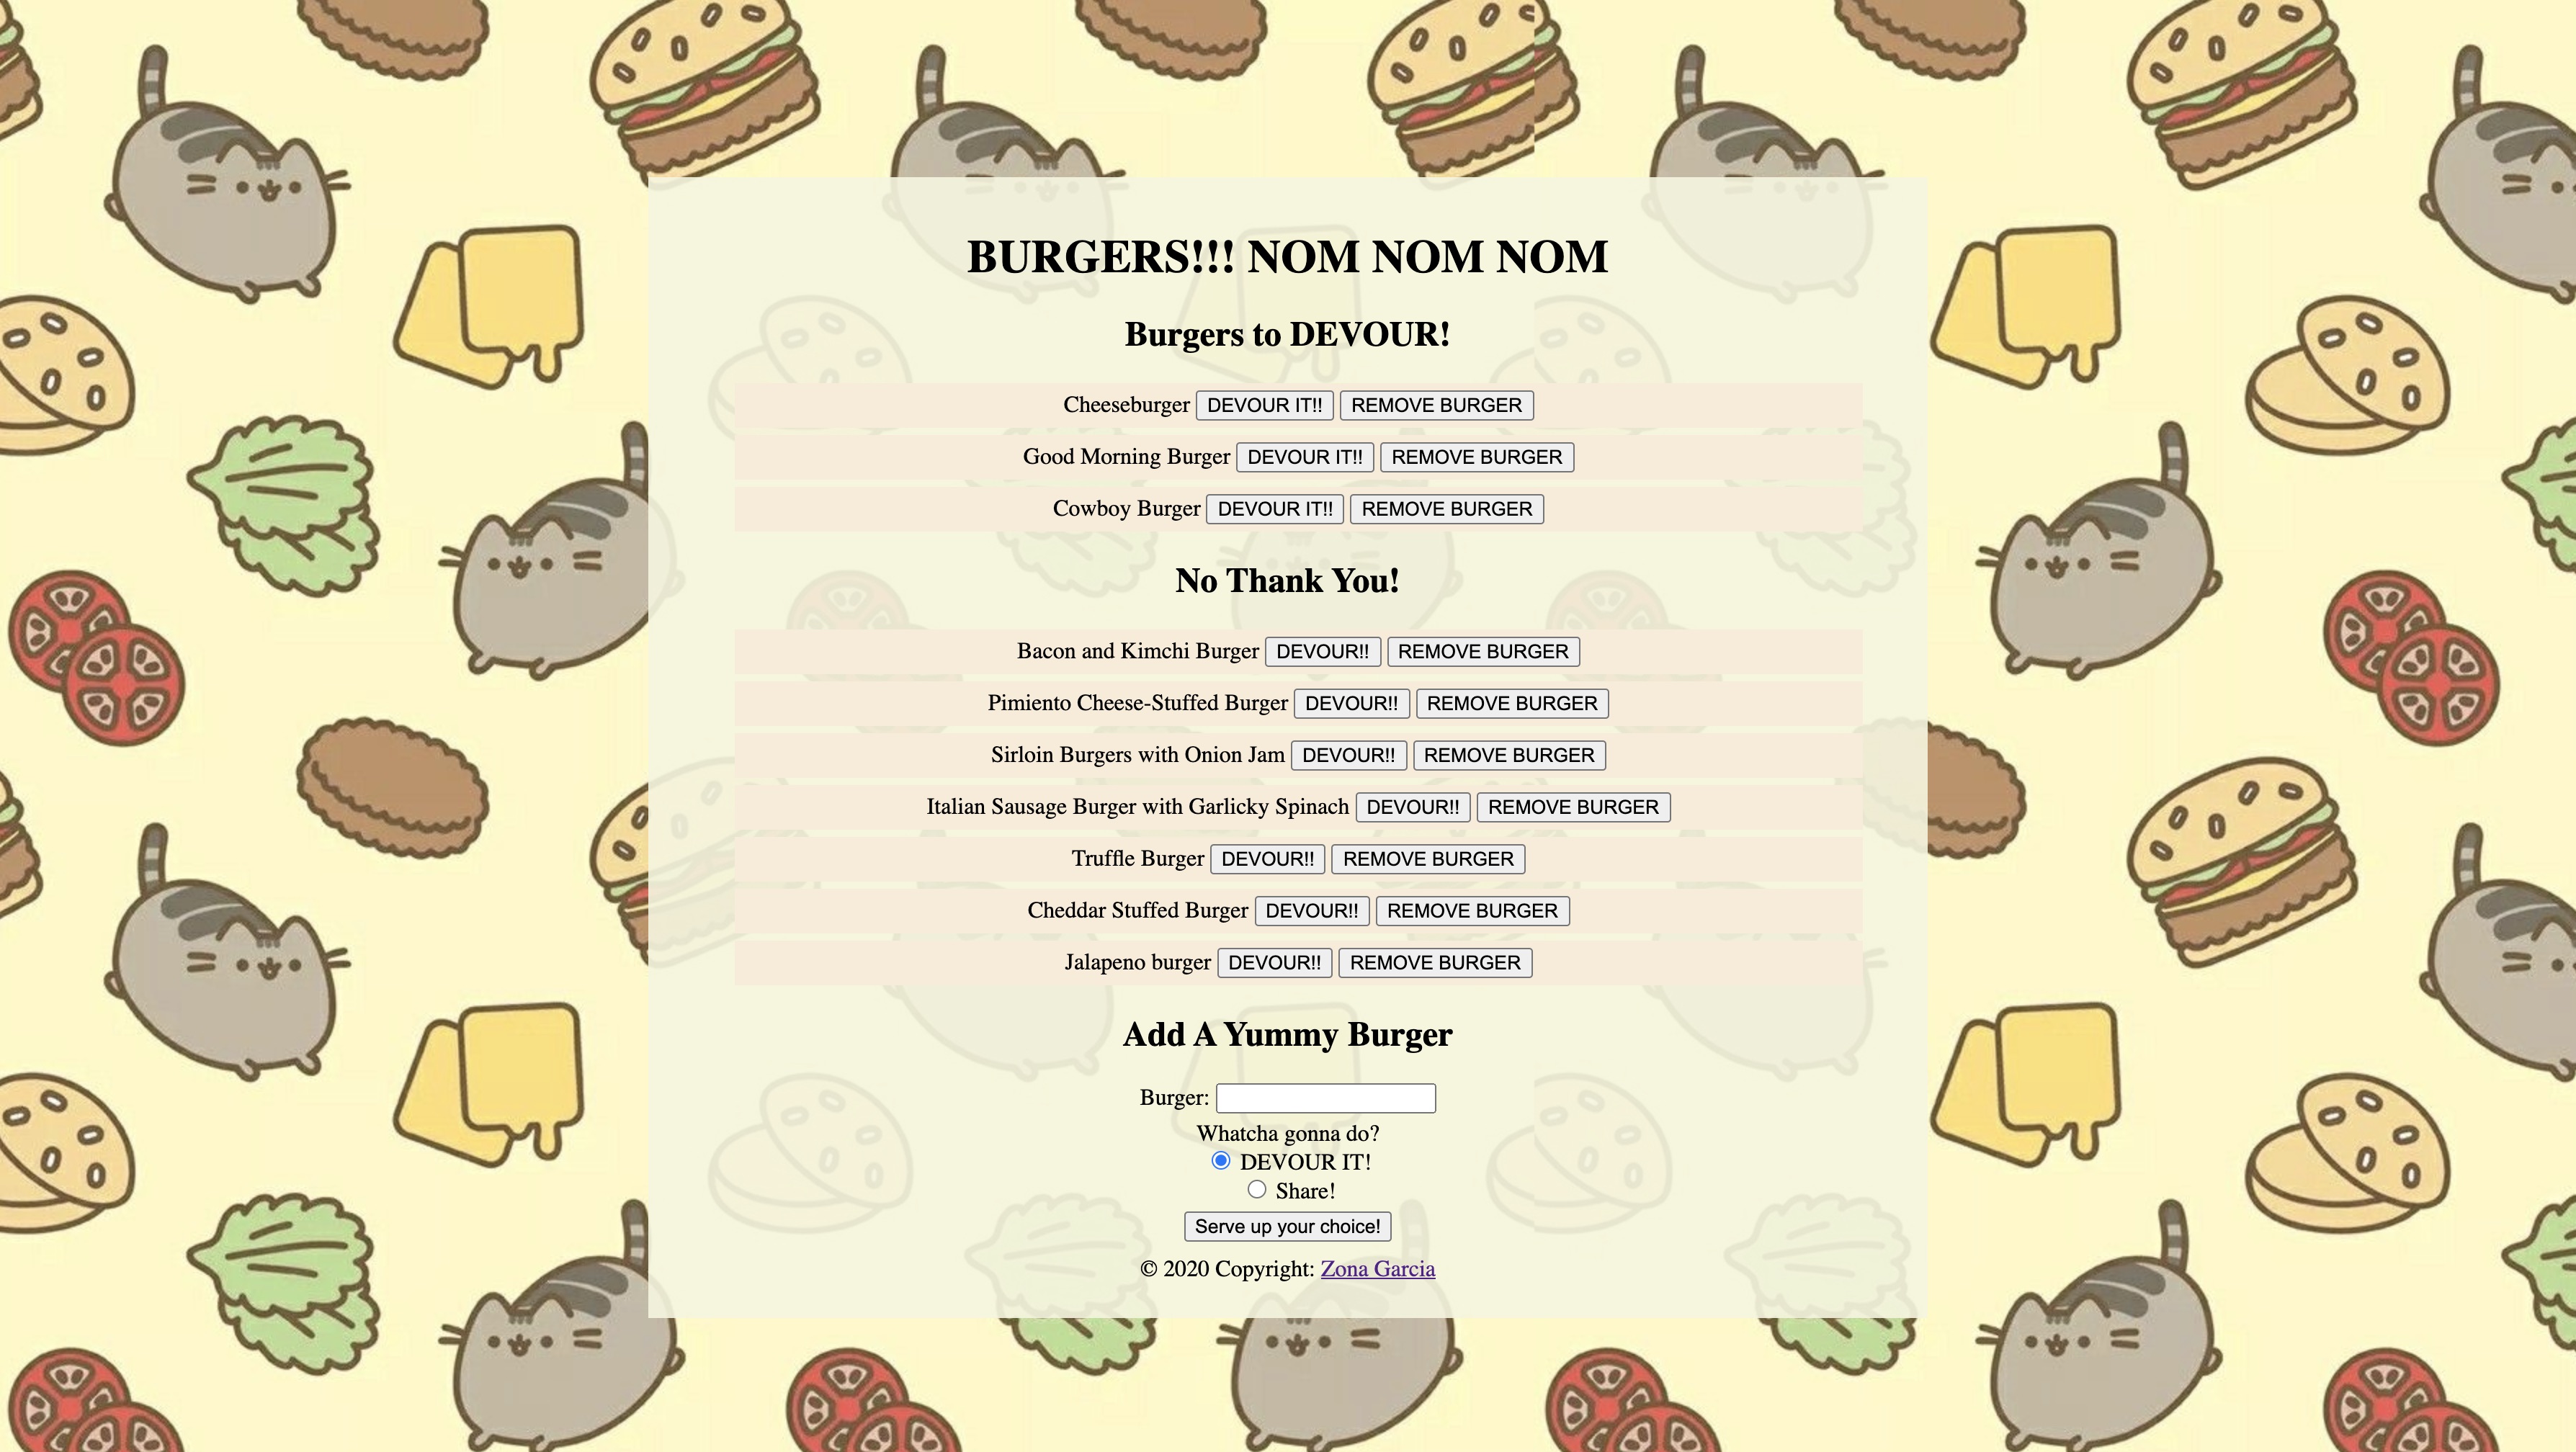 BURGERS!!! NOM NOM NOM
Burgers to DEVOUR!
Cheeseburger DEVOUR IT!! REMOVE BURGER
Good Morning Burger DEVOUR IT!! REMOVE BURGER
Cowboy Burger DEVOUR IT!! REMOVE BURGER
No Thank You!
Bacon and Kimchi Burger DEVOUR!! REMOVE BURGER
Pimiento Cheese-Stuffed Burger DEVOUR!! REMOVE BURGER
Sirloin Burgers with Onion Jam DEVOUR!! REMOVE BURGER
Italian Sausage Burger with Garlicky Spinach DEVOUR!! REMOVE BURGER
Truffle Burger DEVOUR!! REMOVE BURGER
Cheddar Stuffed Burger DEVOUR!! REMOVE BURGER
Jalapeno burger DEVOUR!! REMOVE BURGER
Add A Yummy Burger
Burger:
Whatcha gonna do?
DEVOUR IT!
Share!
Serve up your choice!
© 2020 Copyright: Zona Garcia